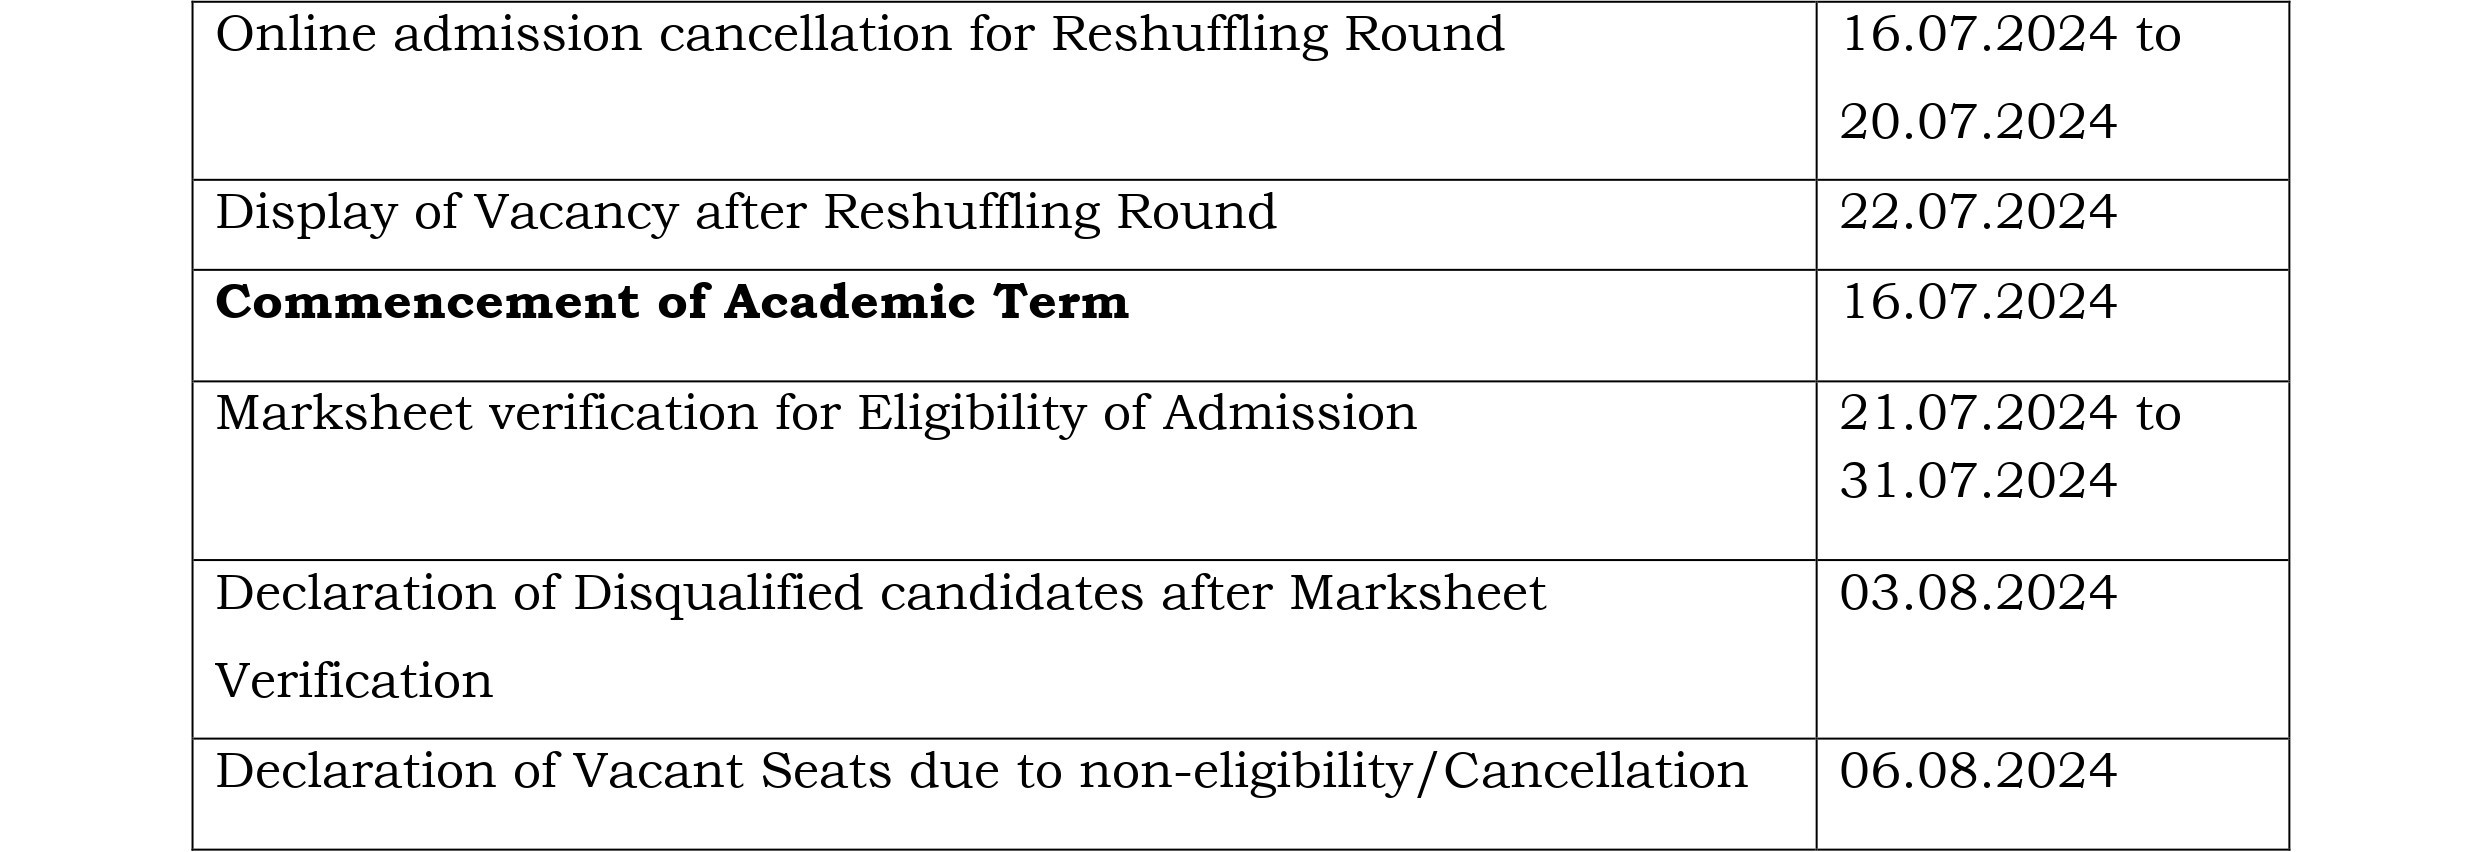 Online admission cancellation for Reshuffling Round
16.07.2024 to
20.07.2024
Display of Vacancy after Reshuffling Round
22.07.2024
Commencement of Academic Term
16.07.2024
Marksheet verification for Eligibility of Admission
21.07.2024 to
31.07.2024
Declaration of Disqualified candidates after Marksheet
Verification
03.08.2024
Declaration of Vacant Seats due to non-eligibility/Cancellation
06.08.2024